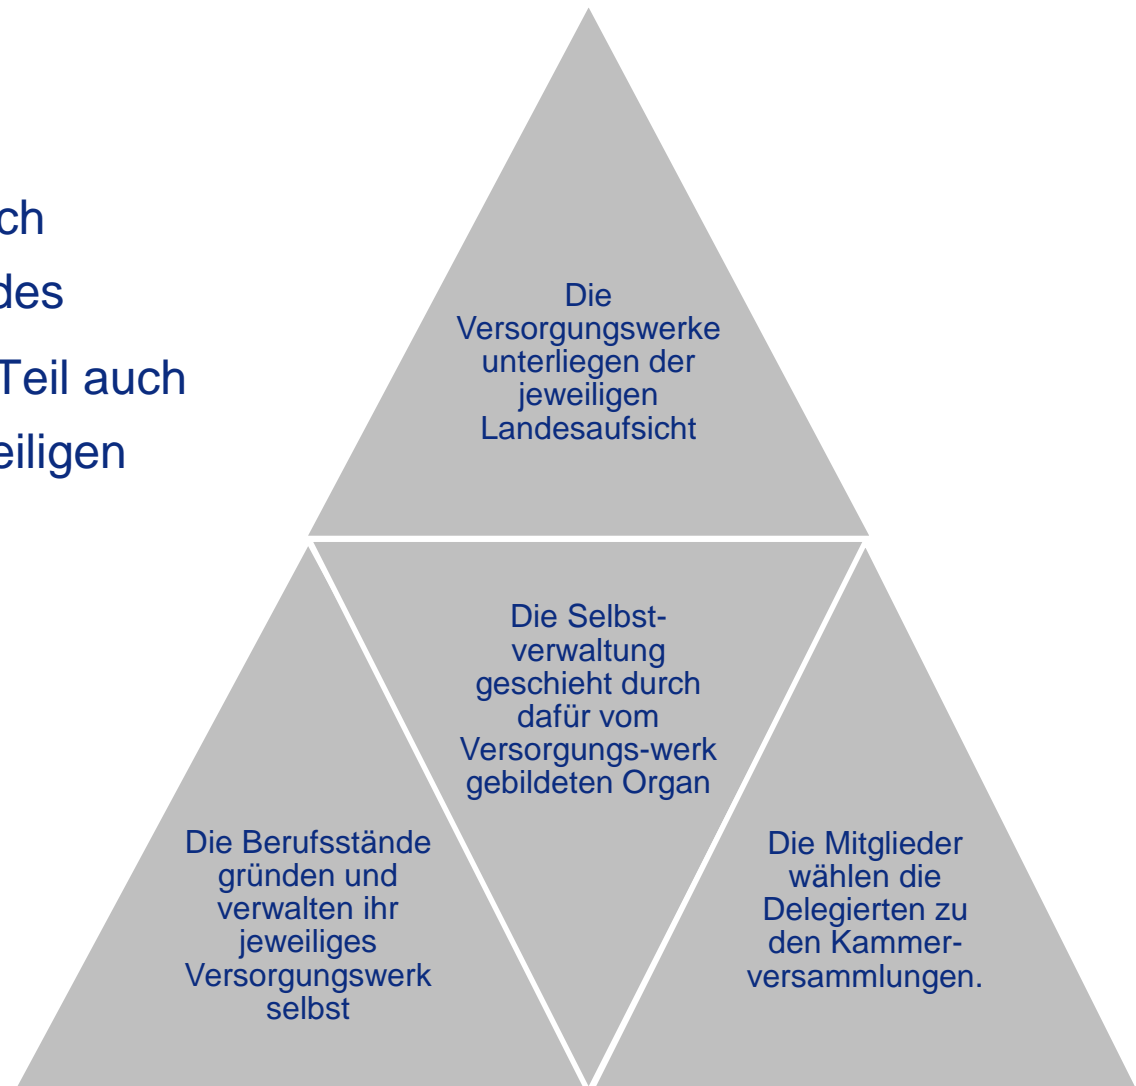 ch
des
Teil auch
eiligen
Die
Versorgungswerke
unterliegen der
jeweiligen
Landesaufsicht
Die Selbst-
verwaltung
geschieht durch
dafür vom
Versorgungs-werk
gebildeten Organ
Die Berufsstände
gründen und
verwalten ihr
jeweiliges
Versorgungswerk
selbst
Die Mitglieder
wählen die
Delegierten zu
den Kammer-
versammlungen.